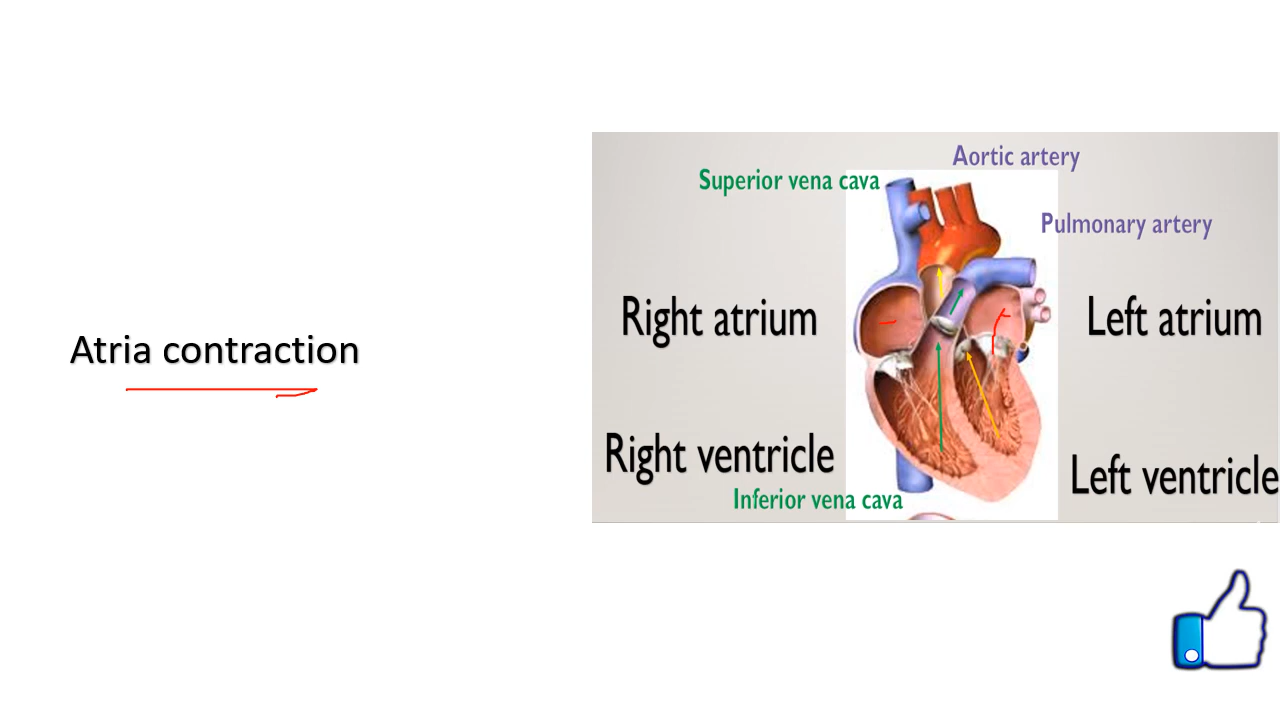 Atria contraction
Aortic artery
Superior vena cava
Pulmonary artery
Right atrium
Left atrium
Right ventricle
Left ventricle
Inferior vena cava